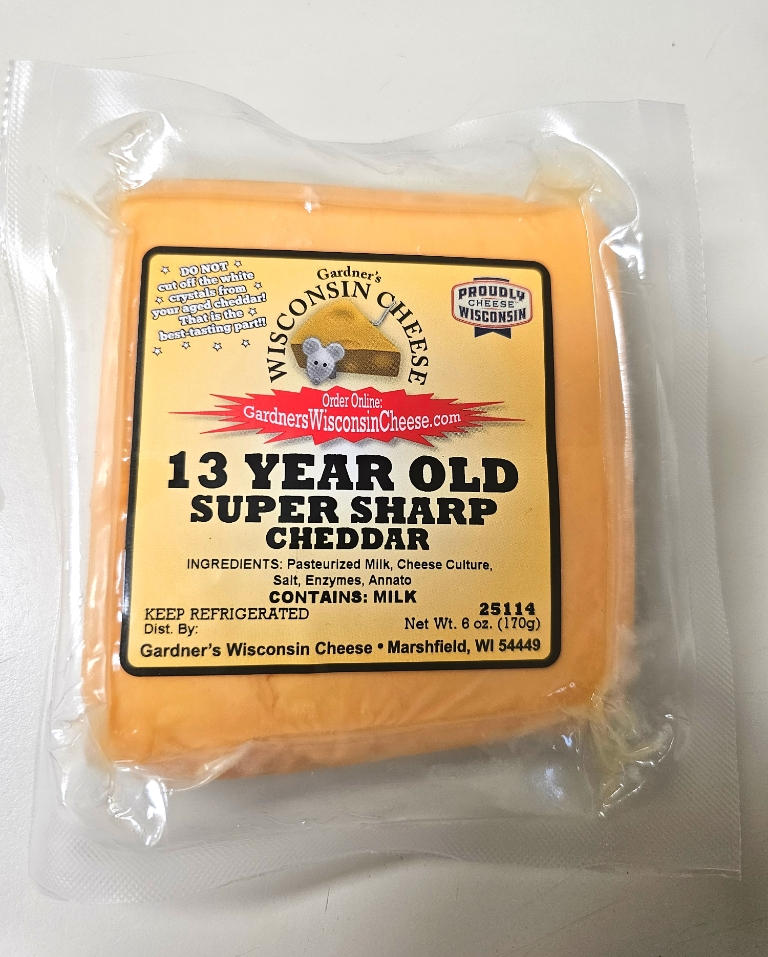 DO NOT
cut off the white
crystals from
your aged cheddar!
That is the
best-tasting part!!
Gardner's
WISCONSIN CHEESE
PROUDLY
CHEESE
WISCONSIN
Order Online:
GardnersWisconsinCheese.com
13 YEAR OLD
SUPER SHARP
CHEDDAR
INGREDIENTS: Pasteurized Milk, Cheese Culture,
Salt, Enzymes, Annato
CONTAINS: MILK
KEEP REFRIGERATED
25114
Dist. By:
Net Wt. 6 oz. (170g)
Gardner's Wisconsin Cheese • Marshfield, WI 54449